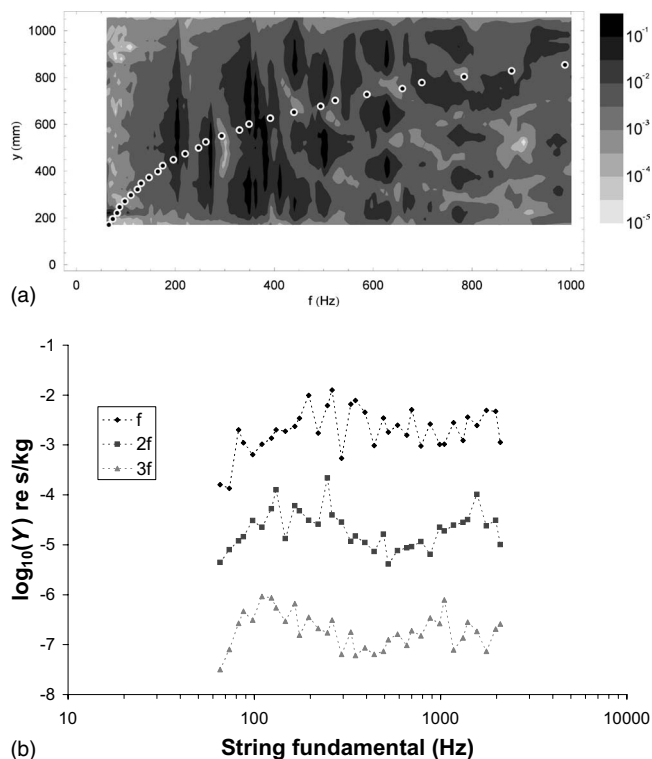 1000
800
600
400
200
0
y (mm)
0 200 400 600 800 1000
f (Hz)
10-1
10-2
10-3
10-4
10-5
(a)
-1
-2
-3
-4
-5
-6
-7
-8
log10(Y) re s/kg
f
2f
3f
10 100 1000 10000
(b) String fundamental (Hz)